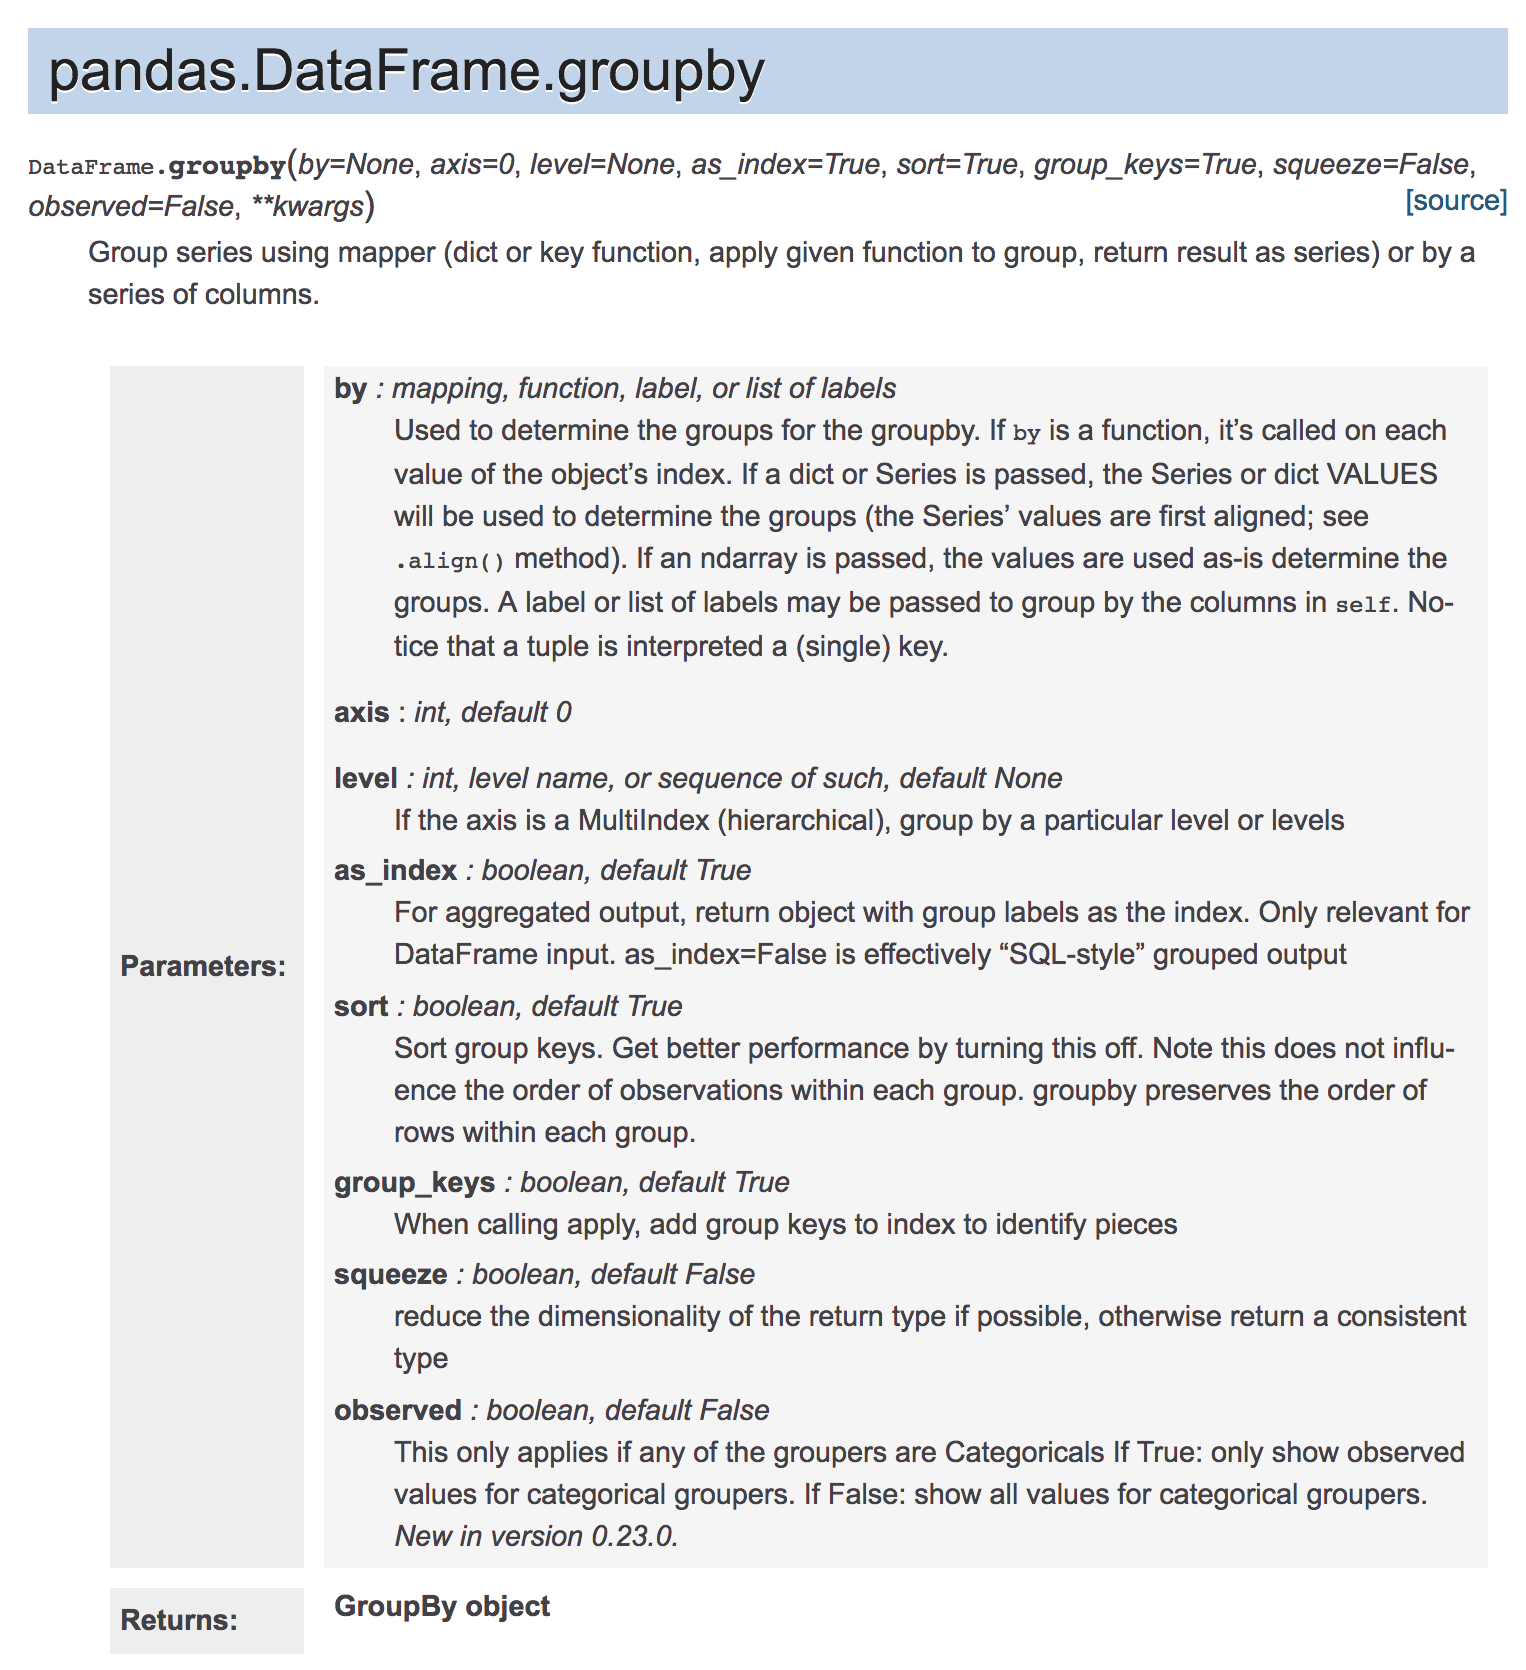 pandas.DataFrame.groupby
DataFrame.groupby(by=None, axis=0, level=None, as_index=True, sort=True, group_keys=True, squeeze=False,
observed=False, **kwargs)
[source]
Group series using mapper (dict or key function, apply given function to group, return result as series) or by a
series of columns.
Parameters:
by : mapping, function, label, or list of labels
Used to determine the groups for the groupby. If by is a function, it’s called on each
value of the object’s index. If a dict or Series is passed, the Series or dict VALUES
will be used to determine the groups (the Series’ values are first aligned; see
.align() method). If an ndarray is passed, the values are used as-is determine the
groups. A label or list of labels may be passed to group by the columns in self. No-
tice that a tuple is interpreted a (single) key.
axis : int, default 0
level : int, level name, or sequence of such, default None
If the axis is a MultiIndex (hierarchical), group by a particular level or levels
as_index : boolean, default True
For aggregated output, return object with group labels as the index. Only relevant for
DataFrame input. as_index=False is effectively “SQL-style” grouped output
sort : boolean, default True
Sort group keys. Get better performance by turning this off. Note this does not influ-
ence the order of observations within each group. groupby preserves the order of
rows within each group.
group_keys : boolean, default True
When calling apply, add group keys to index to identify pieces
squeeze : boolean, default False
reduce the dimensionality of the return type if possible, otherwise return a consistent
type
observed : boolean, default False
This only applies if any of the groupers are Categoricals If True: only show observed
values for categorical groupers. If False: show all values for categorical groupers.
New in version 0.23.0.
Returns:
GroupBy object